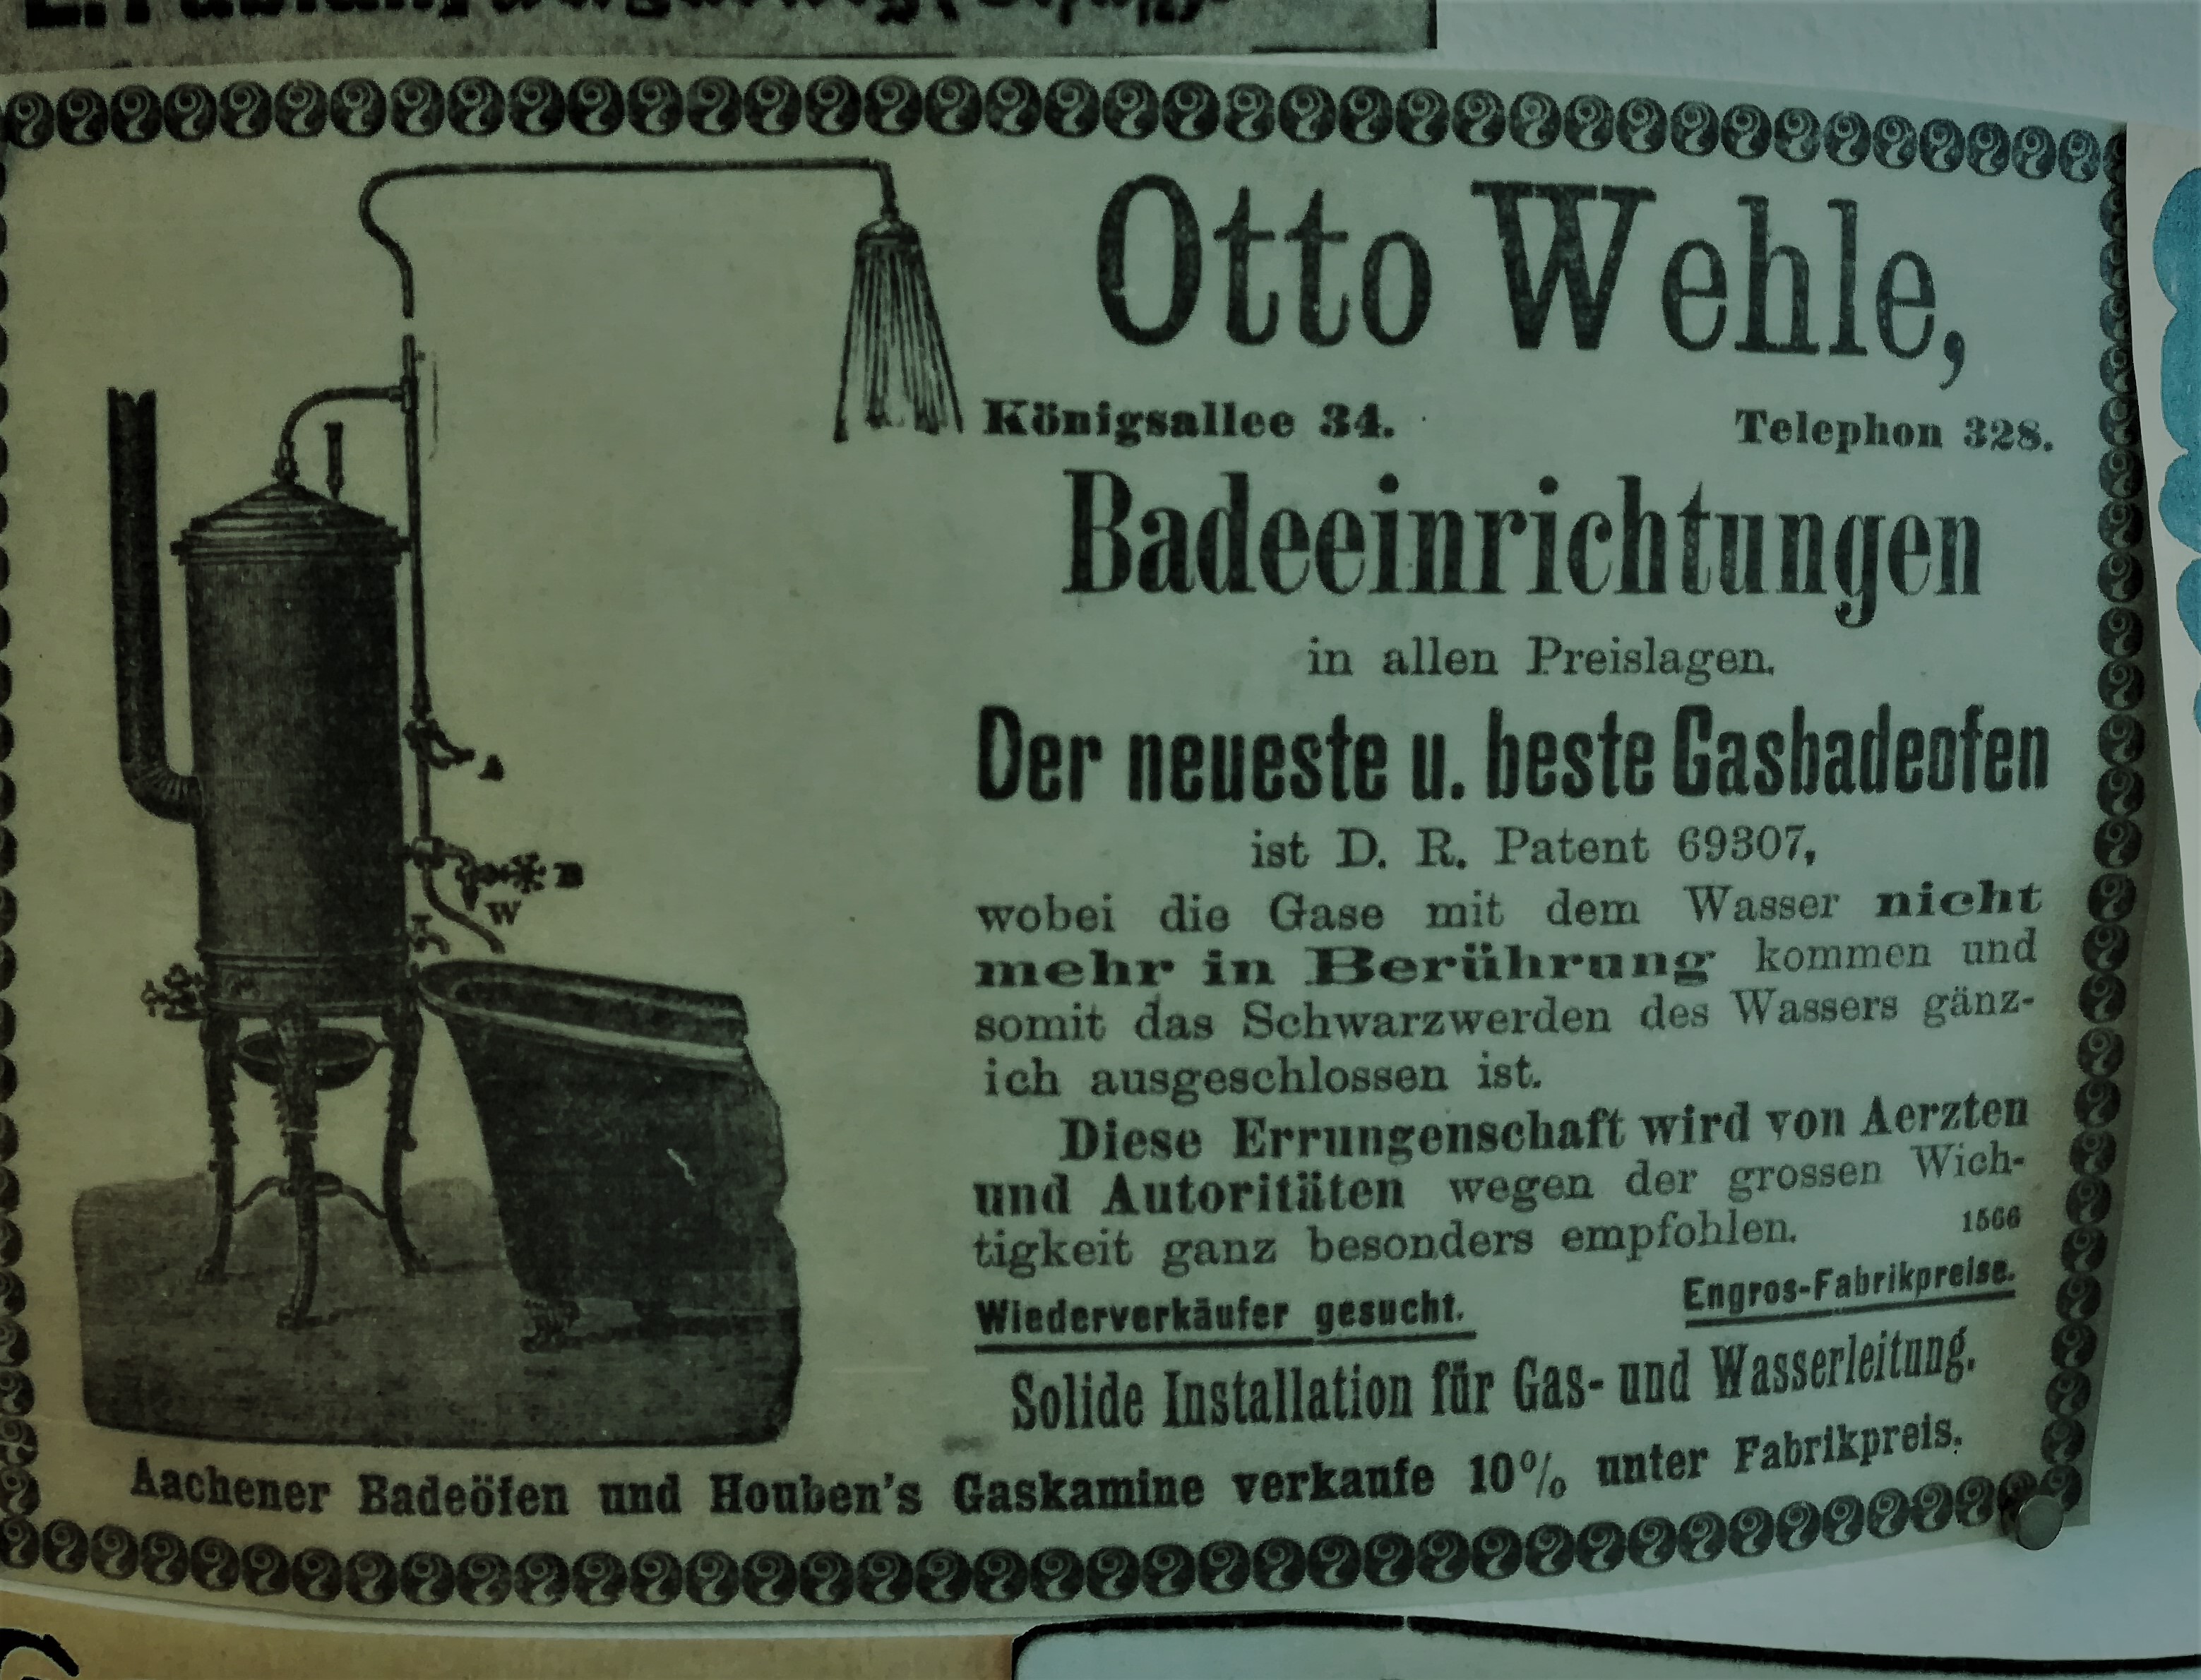 Otto Wehle,
Königsallee 34. Telephon 328.
Badeeinrichtungen
in allen Preislagen.
Der neueste u. beste Gasbadeofen
ist D. R. Patent 69307,
wobei die Gase mit dem Wasser nicht
mehr in Berührung kommen und
somit das Schwarzwerden des Wassers gänz-
ich ausgeschlossen ist.
Diese Errungenschaft wird von Aerzten
und Autoritäten wegen der grossen Wich-
tigkeit ganz besonders empfohlen. 1566
Wiederverkäufer gesucht. Engros-Fabrikpreise.
Solide Installation für Gas- und Wasserleitung.
Aachener Badeöfen und Houben's Gaskamine verkaufe 10% unter Fabrikpreis.
A
B
W